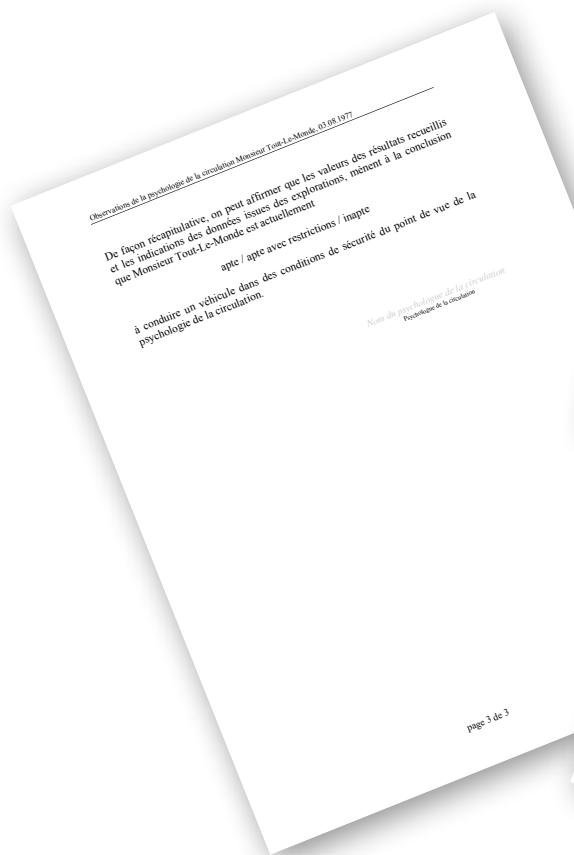 Observations de la psychologie de la circulation Monsieur Tout-Le-Monde, 03.08.1977
De façon récapitulative, on peut affirmer que les valeurs des résultats recueillis
et les indications des données issues des explorations, mènent à la conclusion
que Monsieur Tout-Le-Monde est actuellement
apte / apte avec restrictions / inapte
à conduire un véhicule dans des conditions de sécurité du point de vue de la
psychologie de la circulation.
Nom du psychologue de la circulation
Psychologue de la circulation
page 3 de 3